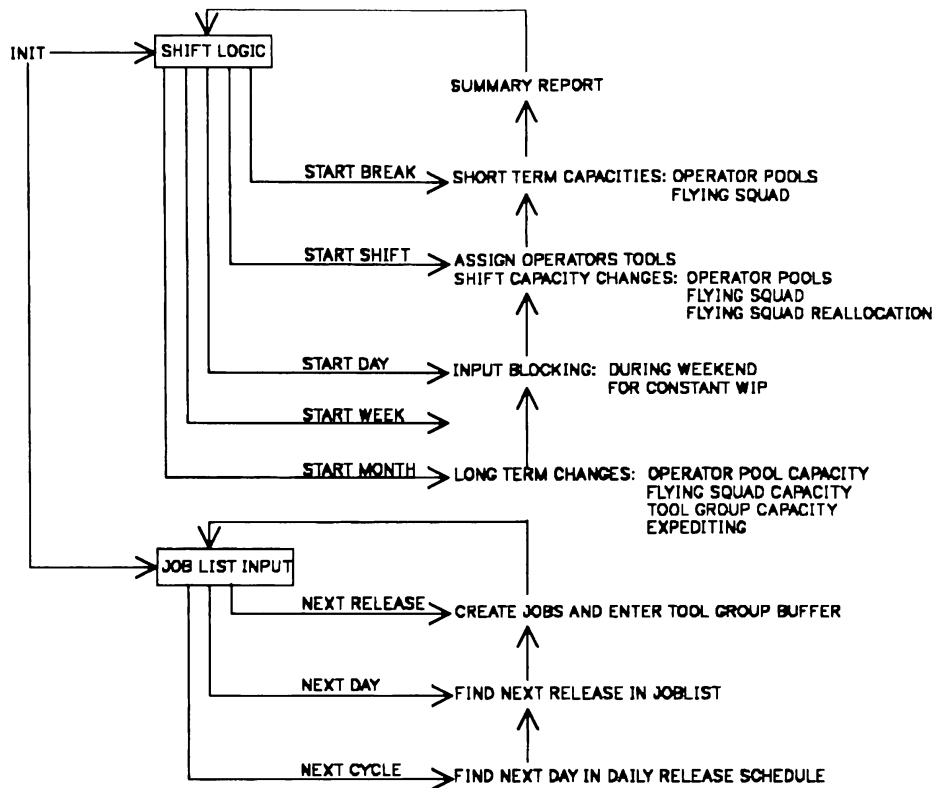 INIT
SHIFT LOGIC
SUMMARY REPORT
START BREAK
SHORT TERM CAPACITIES: OPERATOR POOLS
FLYING SQUAD
START SHIFT
ASSIGN OPERATORS TOOLS
SHIFT CAPACITY CHANGES: OPERATOR POOLS
FLYING SQUAD
FLYING SQUAD REALLOCATION
START DAY
INPUT BLOCKING: DURING WEEKEND
FOR CONSTANT WIP
START WEEK
START MONTH
LONG TERM CHANGES: OPERATOR POOL CAPACITY
FLYING SQUAD CAPACITY
TOOL GROUP CAPACITY
EXPEDITING
JOB LIST INPUT
NEXT RELEASE
CREATE JOBS AND ENTER TOOL GROUP BUFFER
NEXT DAY
FIND NEXT RELEASE IN JOBLIST
NEXT CYCLE
FIND NEXT DAY IN DAILY RELEASE SCHEDULE